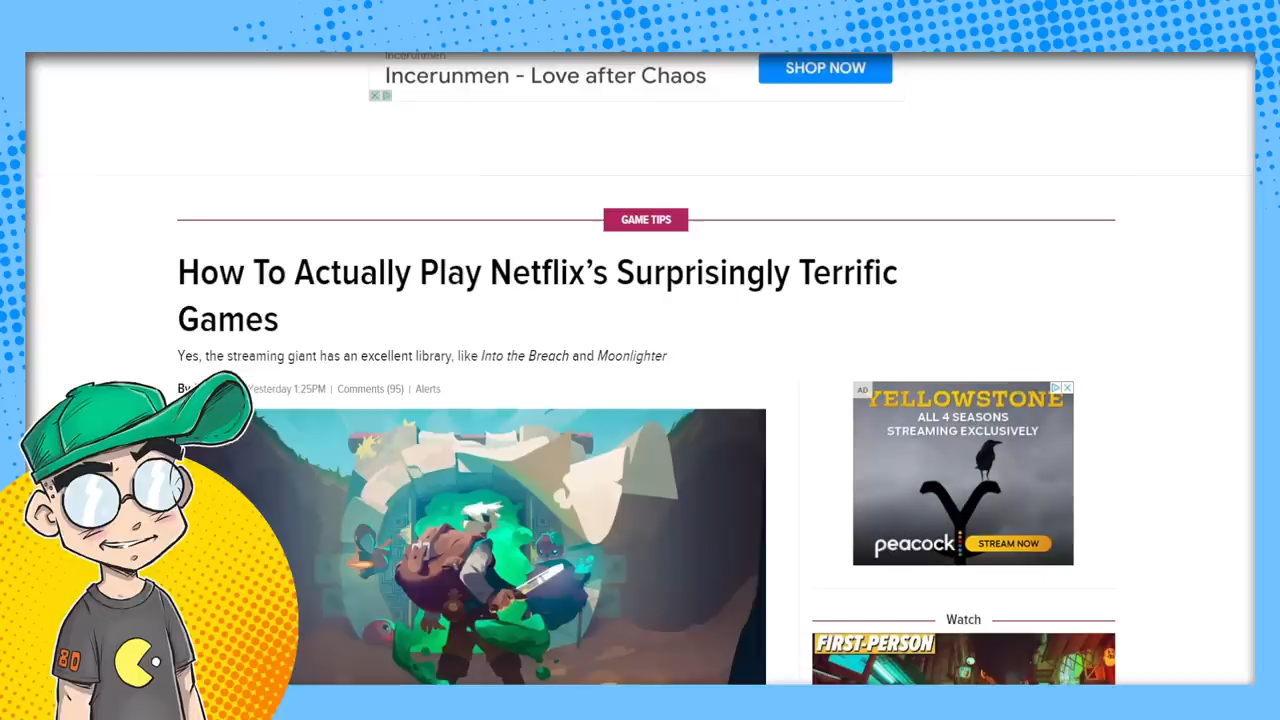 Incerunmen
Incerunmen - Love after Chaos
SHOP NOW
GAME TIPS
How To Actually Play Netflix’s Surprisingly Terrific
Games
Yes, the streaming giant has an excellent library, like Into the Breach and Moonlighter
By
Yesterday 1:25PM | Comments (95) | Alerts
AD
YELLOWSTONE
ALL 4 SEASONS
STREAMING EXCLUSIVELY
peacock
STREAM NOW
Watch
FIRST-PERSON
80